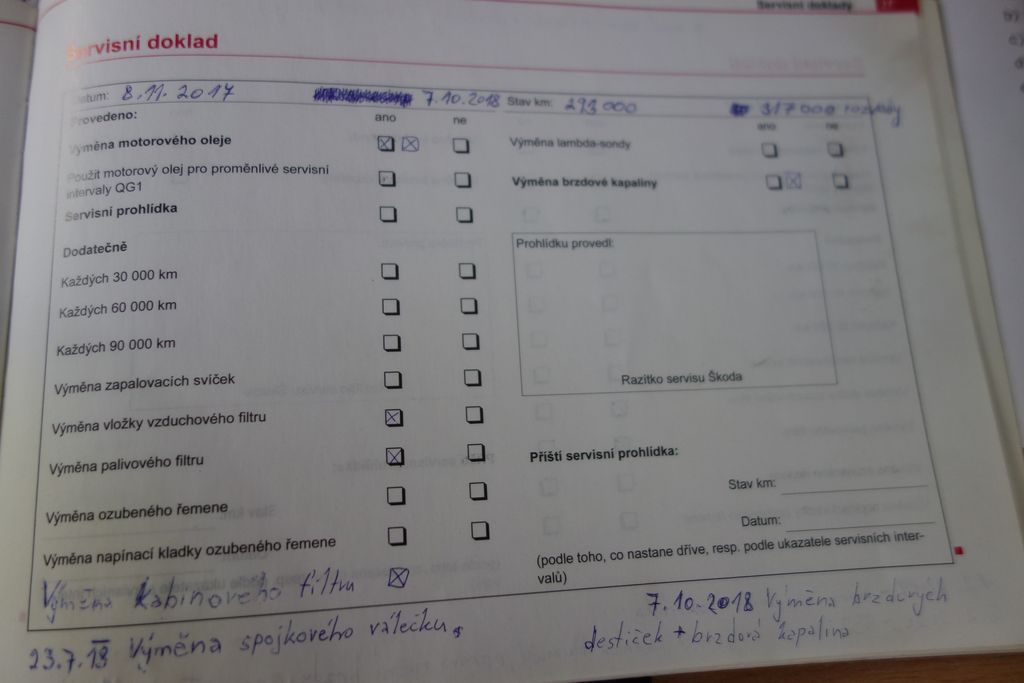 Servisní doklady 17
Servisní doklad
Datum: 8.11.2017 7.10.2018 Stav km: 293 000 317 000
Provedeno: ano ne ano ne
Výměna motorového oleje
Výměna lambda-sondy
Použit motorový olej pro proměnlivé servisní
intervaly QG1
Výměna brzdové kapaliny
Servisní prohlídka
Dodatečně
Každých 30 000 km
Každých 60 000 km
Každých 90 000 km
Výměna zapalovacích svíček
Výměna vložky vzduchového filtru
Výměna palivového filtru
Výměna ozubeného řemene
Výměna napínací kladky ozubeného řemene
Výměna kabinového filtru
Prohlídku provedl:
Razítko servisu Škoda
Příští servisní prohlídka:
Stav km:
Datum:
(podle toho, co nastane dříve, resp. podle ukazatele servisních inter-
valů)
23.7.18 Výměna spojkového válečku
7.10.2018 Výměna brzdových
destiček + brzdová kapalina